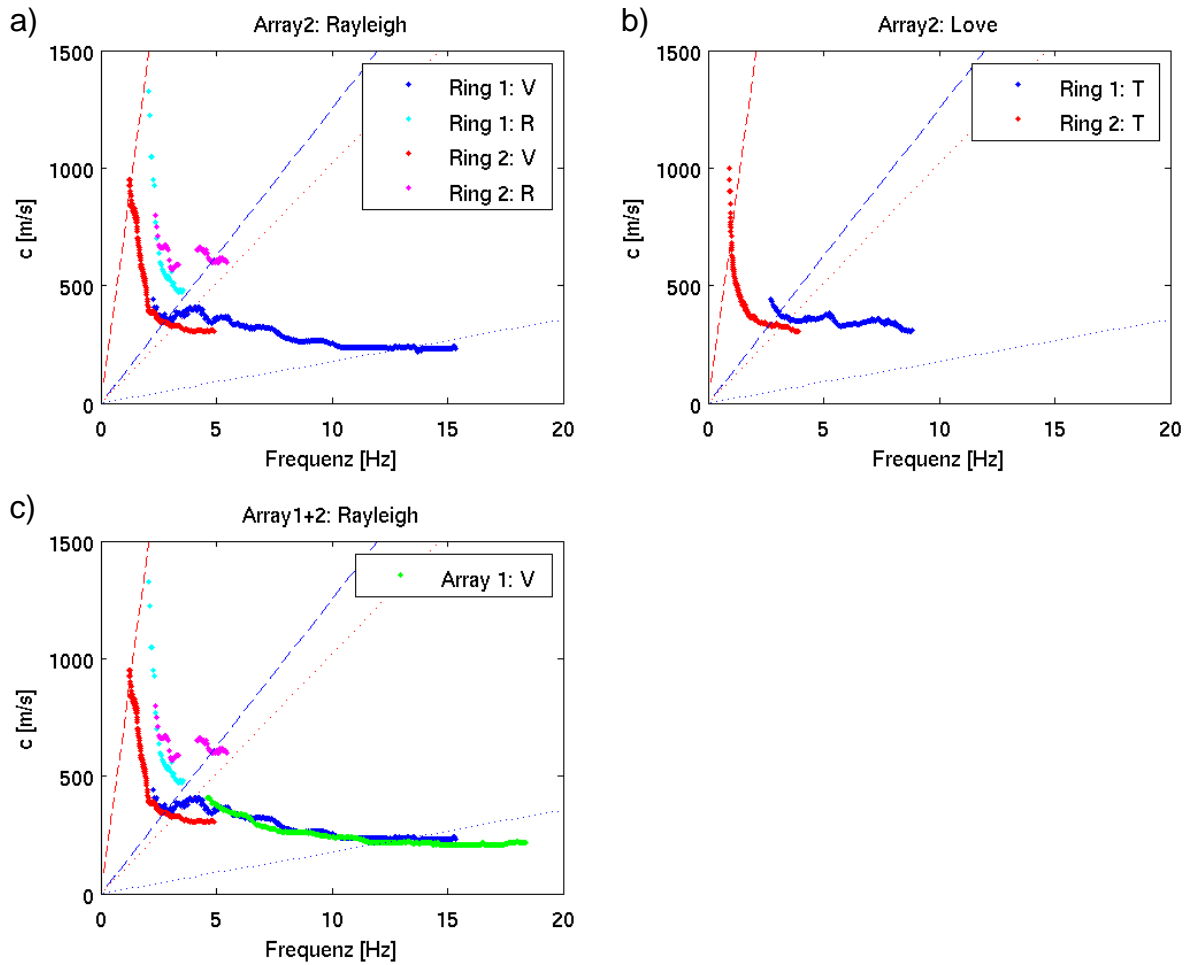 a)
Array2: Rayleigh
1500
1000
500
0
c [m/s]
0 5 10 15 20
Frequenz [Hz]
Ring 1: V
Ring 1: R
Ring 2: V
Ring 2: R
b)
Array2: Love
1500
1000
500
0
c [m/s]
0 5 10 15 20
Frequenz [Hz]
Ring 1: T
Ring 2: T
c)
Array1+2: Rayleigh
1500
1000
500
0
c [m/s]
0 5 10 15 20
Frequenz [Hz]
Array 1: V